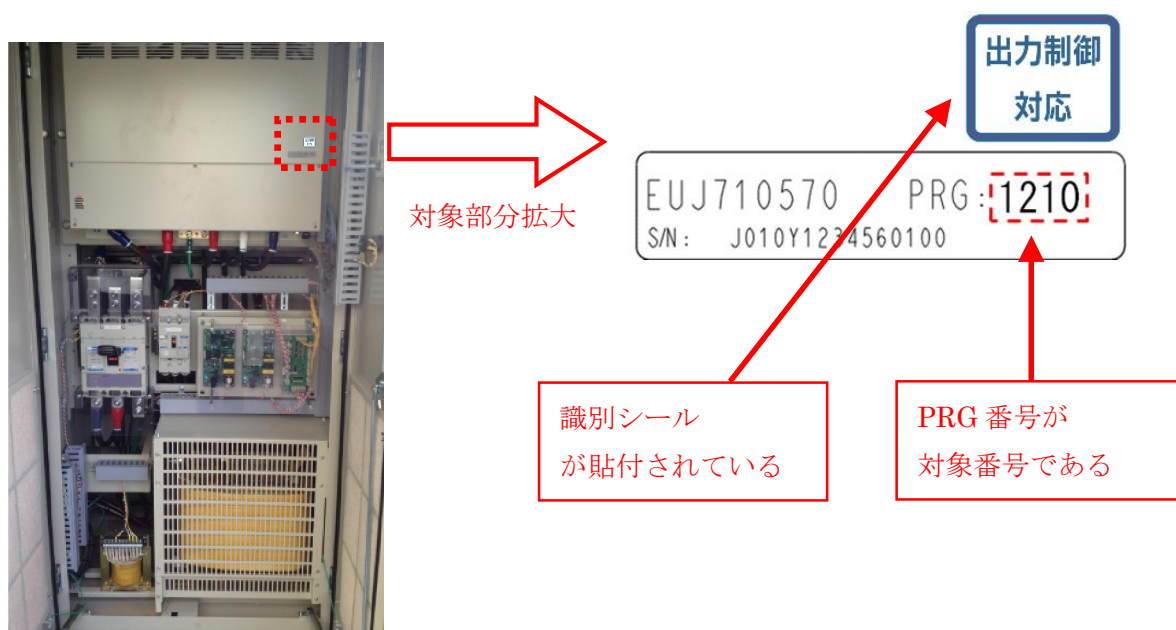 出力制御
対応
EUJ710570 PRG:1210
S/N: J010Y1234560100
対象部分拡大
識別シール
が貼付されている
PRG 番号が
対象番号である